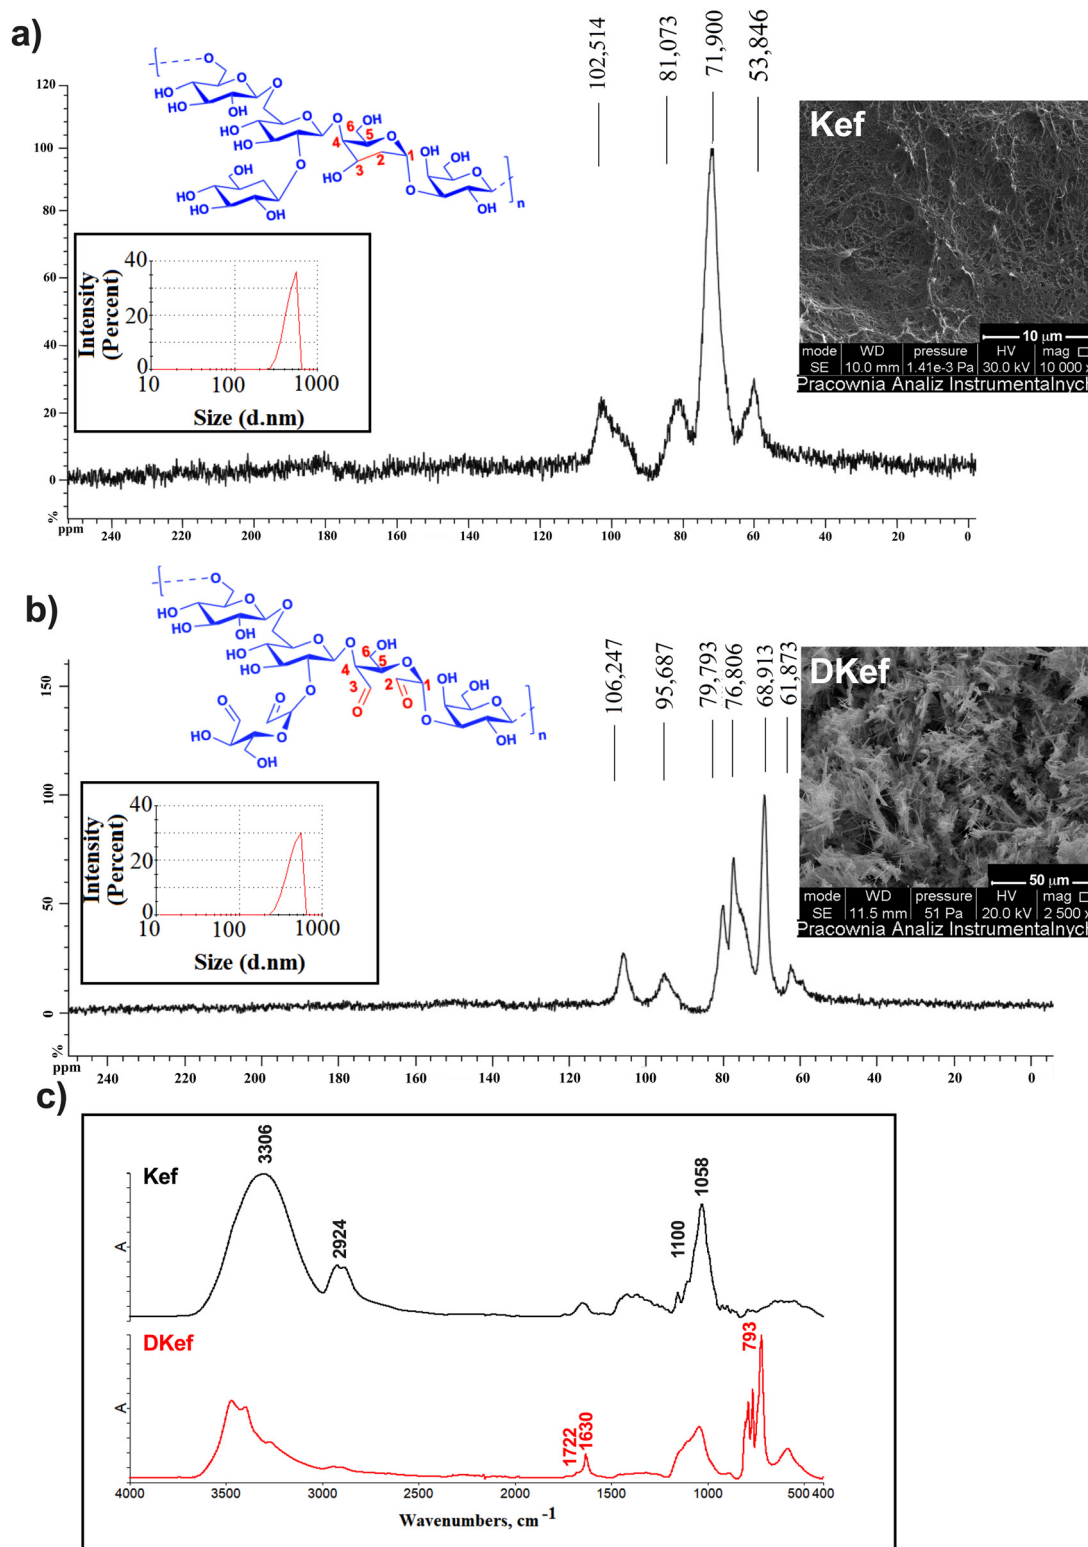 a)
102,514
81,073
71,900
53,846
120
100
80
60
40
20
0
%
ppm
240
220
200
180
160
140
120
100
80
60
40
20
0
O
HO
HO
OH
O
O
O
HO
HO
O
O
6
OH
5
4
O
1
2
3
HO
OH
OH
HO
HO
HO
OH
O
O
OH
n
40
20
0
Intensity
(Percent)
10
100
1000
Size (d.nm)
Kef
10 µm
mode WD pressure HV mag
SE 10.0 mm 1.41e-3 Pa 30.0 kV 10 000 x
Pracownia Analiz Instrumentalnych
b)
106,247
95,687
79,793
76,806
68,913
61,873
150
100
50
0
%
ppm
240
220
200
180
160
140
120
100
80
60
40
20
0
O
HO
HO
OH
O
O
HO
HO
O
O
6
OH
5
4
3
2
1
O
O
O
OH
OH
O
OH
O
n
O
O
HO
O
OH
40
20
0
Intensity
(Percent)
10
100
1000
Size (d.nm)
DKef
50 µm
mode WD pressure HV mag
SE 11.5 mm 51 Pa 20.0 kV 2 500 x
Pracownia Analiz Instrumentalnych
c)
Kef
3306
2924
1100
1058
A
DKef
1722
1630
793
A
4000
3500
3000
2500
2000
1500
1000
500
400
Wavenumbers, cm-1